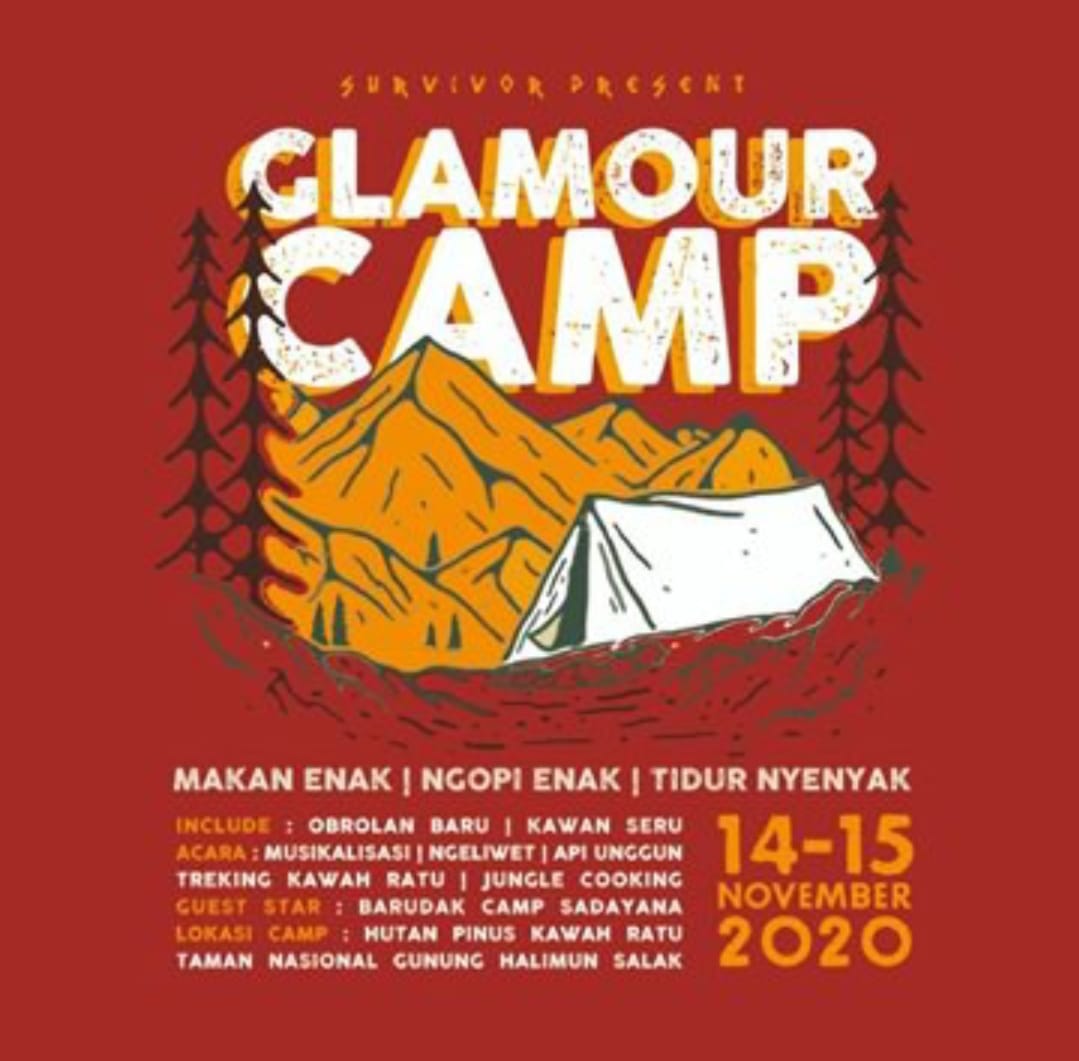 SURVIVOR PRESENT
GLAMOUR
CAMP
MAKAN ENAK | NGOPI ENAK | TIDUR NYENYAK
INCLUDE : OBROLAN BARU | KAWAN SERU
ACARA : MUSIKALISASI | NGELIWET | API UNGGUN
TREKING KAWAH RATU | JUNGLE COOKING
GUEST STAR : BARUDAK CAMP SADAYANA
LOKASI CAMP : HUTAN PINUS KAWAH RATU
TAMAN NASIONAL GUNUNG HALIMUN SALAK
14-15
NOVEMBER
2020